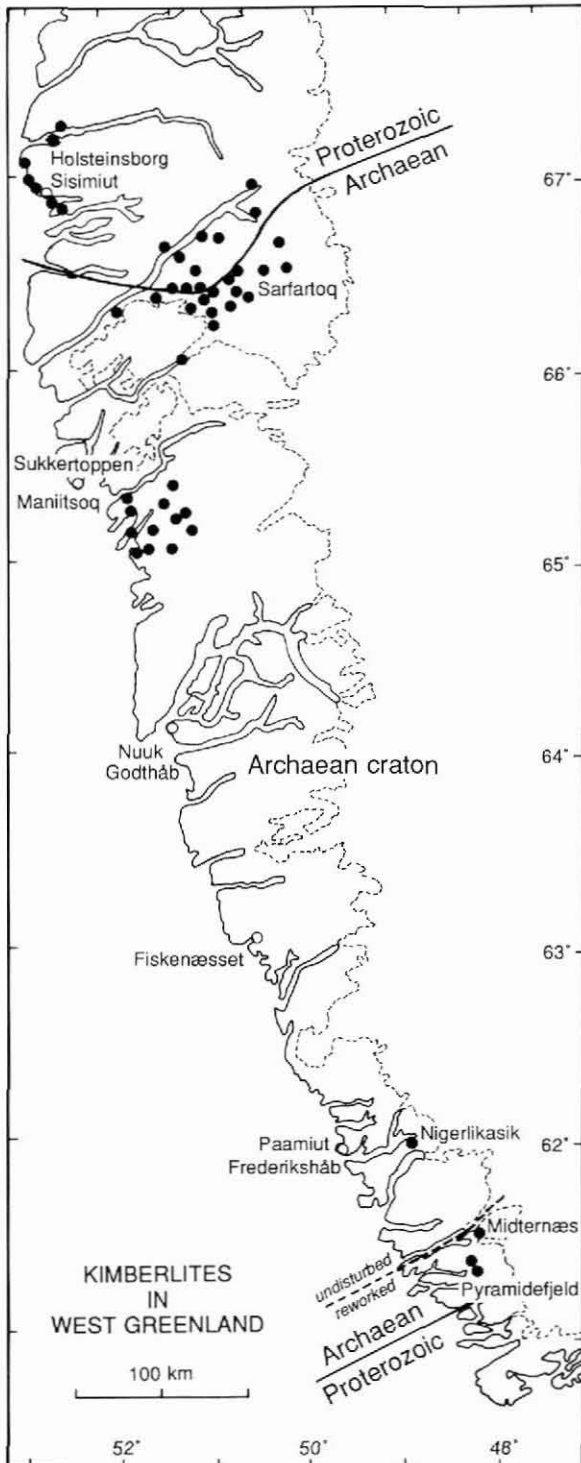 Proterozoic
Archaean
Holsteinsborg
Sisimiut
67°
Sarfartoq
66°
Sukkertoppen
Maniitsoq
65°
Nuuk
Godthåb
64°
Archaean craton
63°
Fiskenæsset
Paamiut
Frederikshåb
Nigerlikasik
62°
Midternæs
undisturbed
reworked
Pyramidefjeld
KIMBERLITES
IN
WEST GREENLAND
Archaean
Proterozoic
100 km
52°
50°
48°